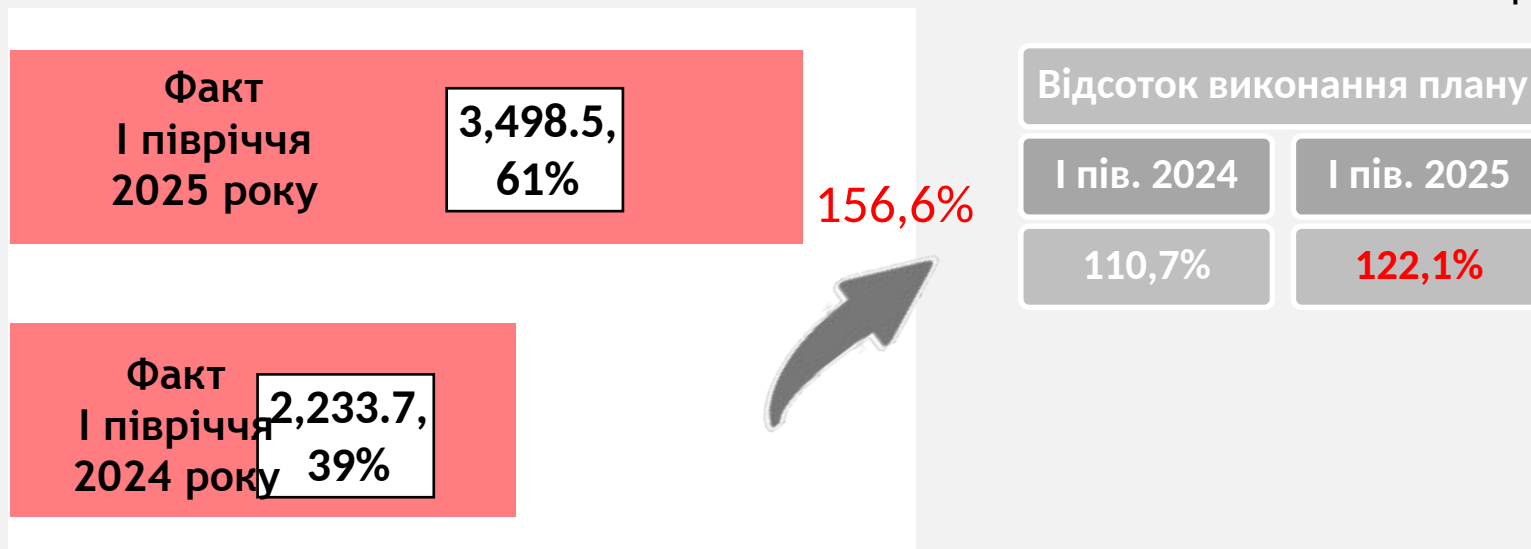 Факт
І півріччя
2025 року
3,498.5,
61%
156,6%
Факт
І півріччя
2024 року
2,233.7,
39%
Відсоток виконання плану
І пів. 2024
І пів. 2025
110,7%
122,1%